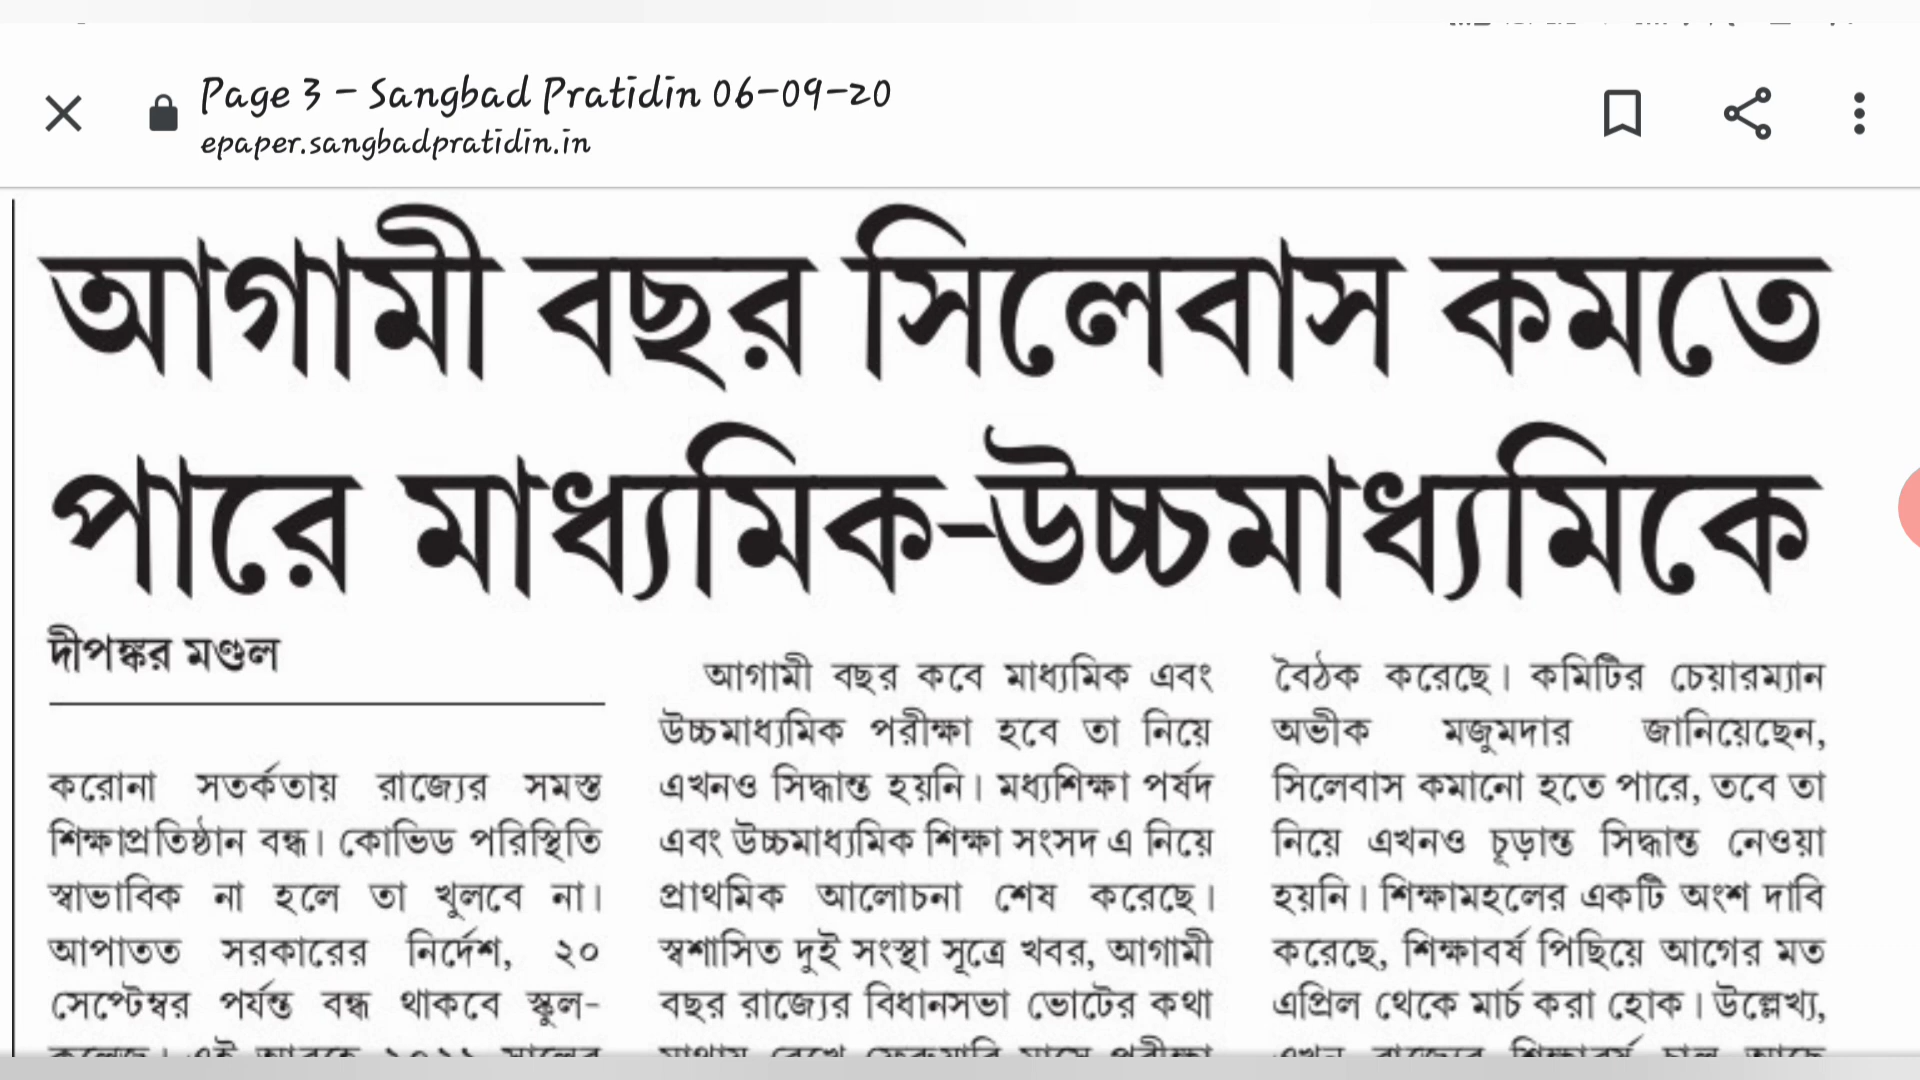 Page 3 – Sangbad Pratidin 06-09-20
epaper.sangbadpratidin.in
আগামী বছর সিলেবাস কমতে
পারে মাধ্যমিক-উচ্চমাধ্যমিকে
দীপঙ্কর মণ্ডল
করোনা সতর্কতায় রাজ্যের সমস্ত
শিক্ষাপ্রতিষ্ঠান বন্ধ। কোভিড পরিস্থিতি
স্বাভাবিক না হলে তা খুলবে না।
আপাতত সরকারের নির্দেশ, ২০
সেপ্টেম্বর পর্যন্ত বন্ধ থাকবে স্কুল-
আগামী বছর কবে মাধ্যমিক এবং
উচ্চমাধ্যমিক পরীক্ষা হবে তা নিয়ে
এখনও সিদ্ধান্ত হয়নি। মধ্যশিক্ষা পর্ষদ
এবং উচ্চমাধ্যমিক শিক্ষা সংসদ এ নিয়ে
প্রাথমিক আলোচনা শেষ করেছে।
স্বশাসিত দুই সংস্থা সূত্রে খবর, আগামী
বছর রাজ্যের বিধানসভা ভোটের কথা
বৈঠক করেছে। কমিটির চেয়ারম্যান
অভীক মজুমদার জানিয়েছেন,
সিলেবাস কমানো হতে পারে, তবে তা
নিয়ে এখনও চূড়ান্ত সিদ্ধান্ত নেওয়া
হয়নি। শিক্ষামহলের একটি অংশ দাবি
করেছে, শিক্ষাবর্ষ পিছিয়ে আগের মত
এপ্রিল থেকে মার্চ করা হোক। উল্লেখ্য,